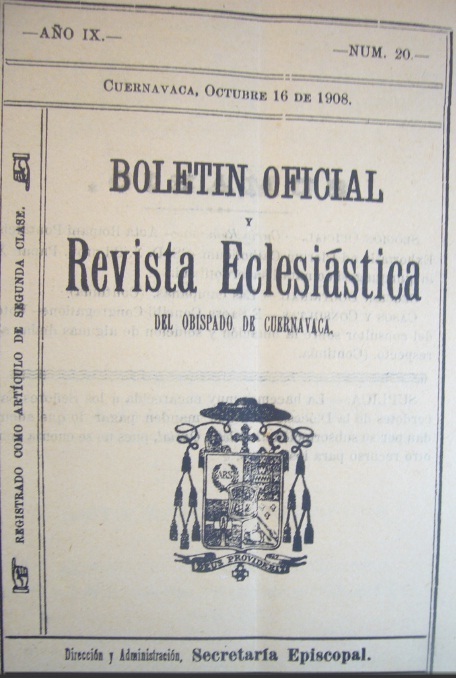 —AÑO IX.—
—NUM. 20.—
CUERNAVACA, OCTUBRE 16 DE 1908.
REGISTRADO COMO ARTÍCULO DE SEGUNDA CLASE.
BOLETIN OFICIAL
Y
Revista Eclesiástica
DEL OBISPADO DE CUERNAVACA.
ARS
DEUS PROVIDEBIT
Dirección y Administración, Secretaría Episcopal.